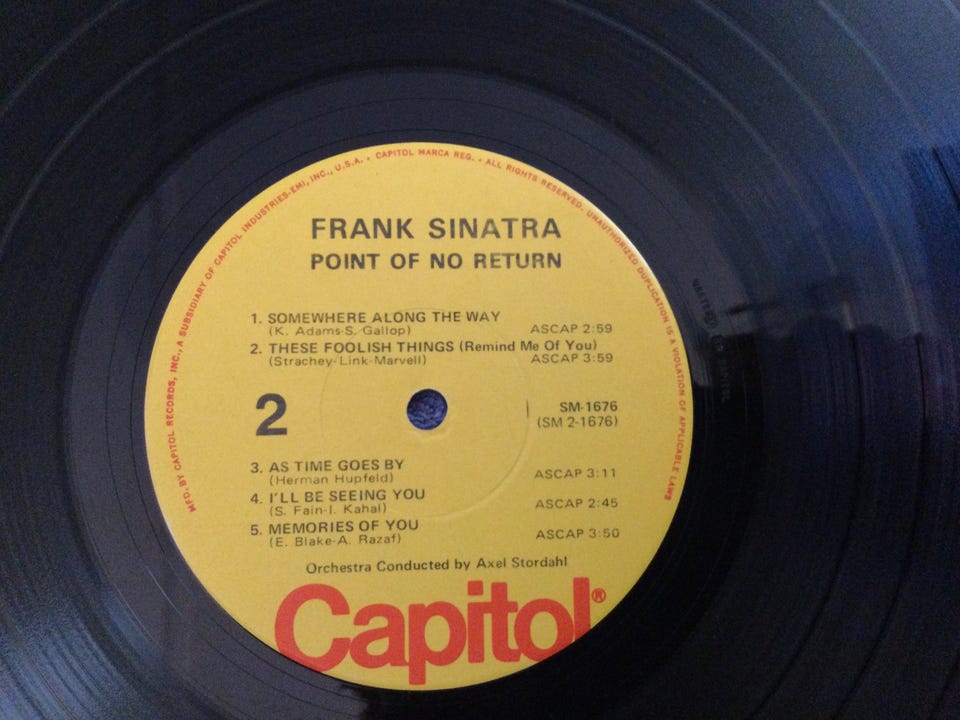 MFD. BY CAPITOL RECORDS, INC., A SUBSIDIARY OF CAPITOL INDUSTRIES-EMI, INC., U.S.A. • CAPITOL MARCA REG. • ALL RIGHTS RESERVED. UNAUTHORIZED DUPLICATION IS A VIOLATION OF APPLICABLE LAWS
FRANK SINATRA
POINT OF NO RETURN
1. SOMEWHERE ALONG THE WAY
(K. Adams-S. Gallop) ASCAP 2:59
2. THESE FOOLISH THINGS (Remind Me Of You)
(Strachey-Link-Marvell) ASCAP 3:59
2
SM-1676
(SM 2-1676)
3. AS TIME GOES BY
(Herman Hupfeld) ASCAP 3:11
4. I'LL BE SEEING YOU
(S. Fain-I. Kahal) ASCAP 2:45
5. MEMORIES OF YOU
(E. Blake-A. Razaf) ASCAP 3:50
Orchestra Conducted by Axel Stordahl
Capitol®